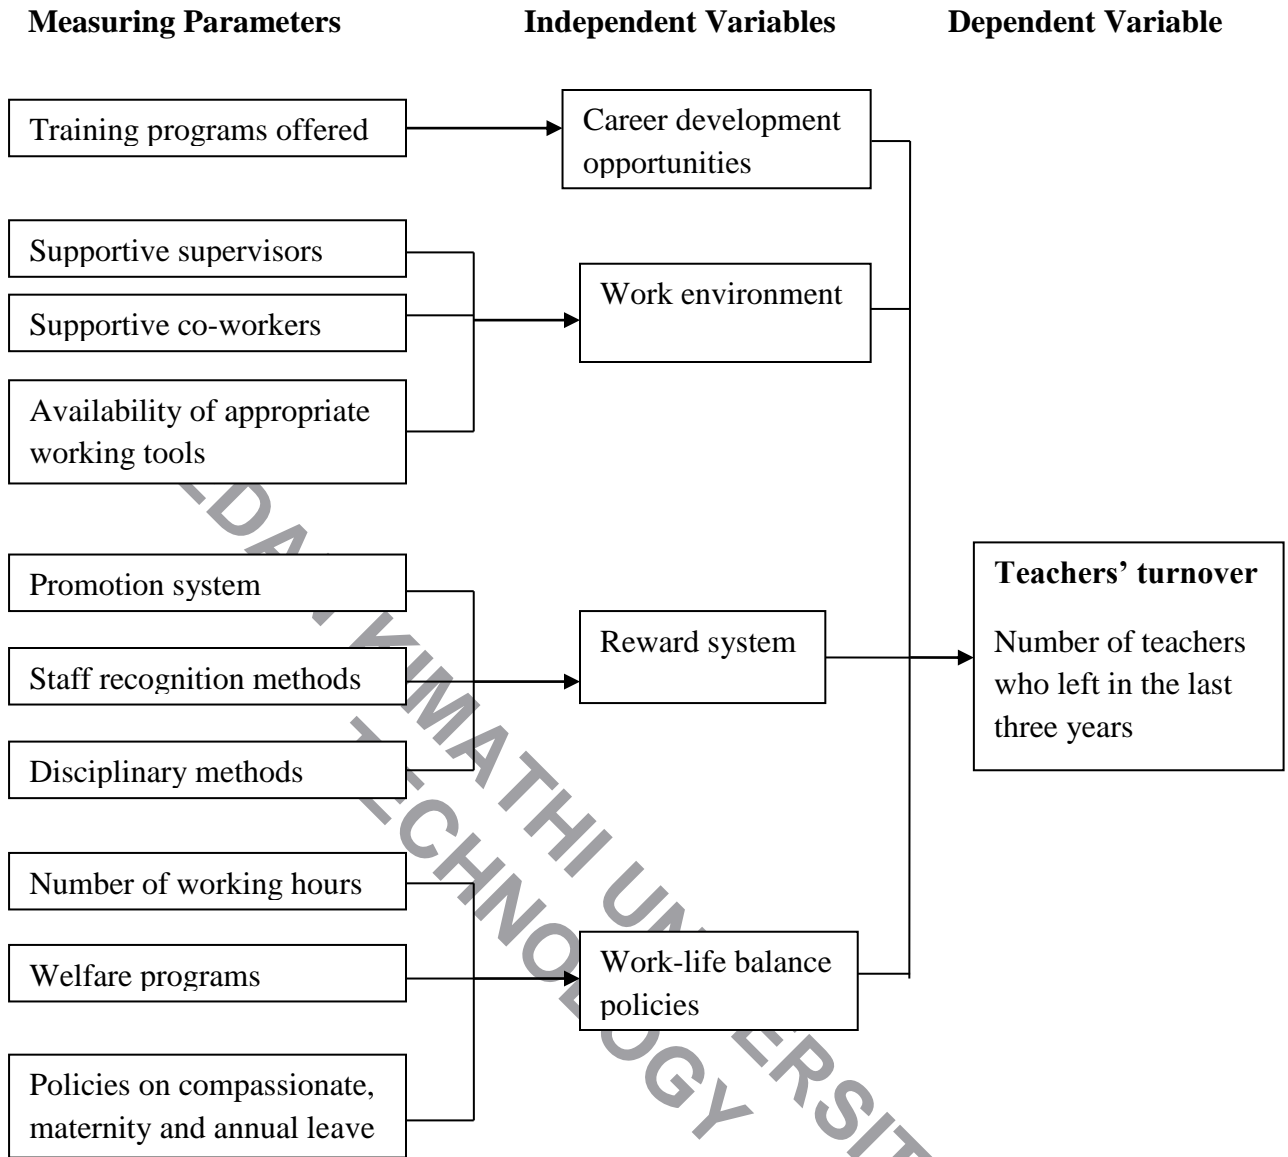 Measuring Parameters Independent Variables Dependent Variable
Training programs offered
Career development
opportunities
Supportive supervisors
Supportive co-workers
Availability of appropriate
working tools
Work environment
Promotion system
Staff recognition methods
Disciplinary methods
Reward system
Teachers’ turnover
Number of teachers
who left in the last
three years
Number of working hours
Welfare programs
Policies on compassionate,
maternity and annual leave
Work-life balance
policies
KIMATHI
TECHNOLOGY